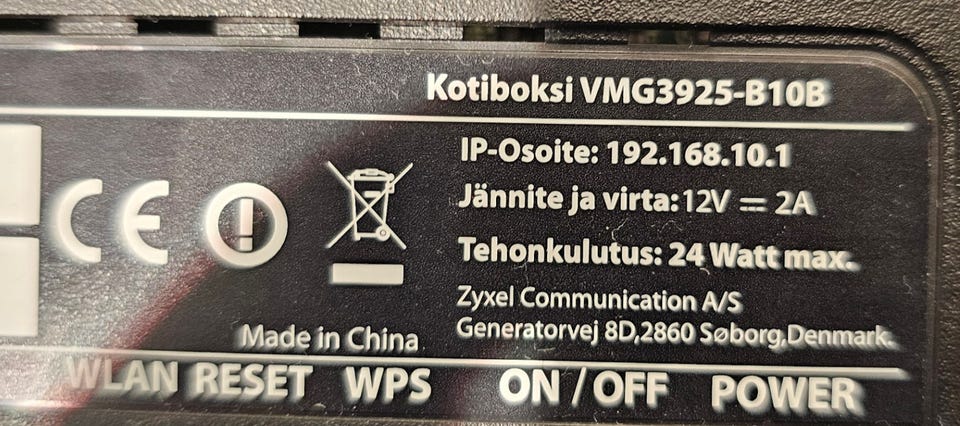 Kotiboksi VMG3925-B10B
IP-Osoite: 192.168.10.1
Jännite ja virta:12V ⎓ 2A
Tehonkulutus: 24 Watt max.
Zyxel Communication A/S
Generatorvej 8D,2860 Søborg,Denmark.
CE
Made in China
WLAN RESET WPS ON / OFF POWER